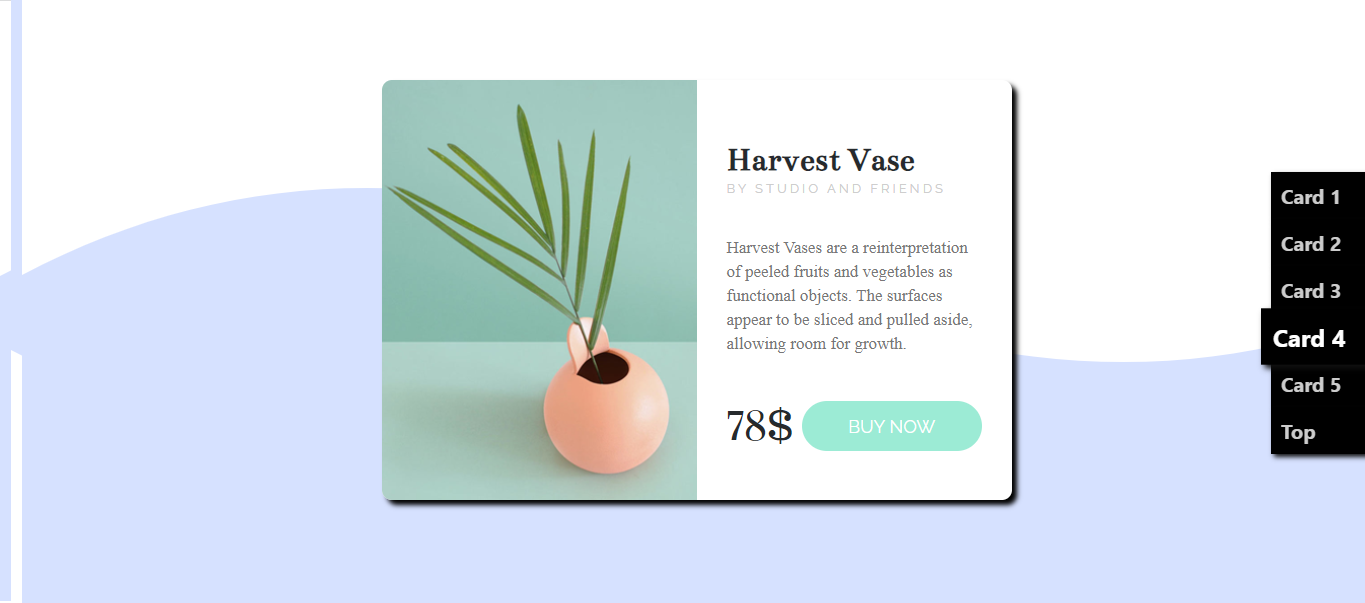 Harvest Vase
BY STUDIO AND FRIENDS
Harvest Vases are a reinterpretation
of peeled fruits and vegetables as
functional objects. The surfaces
appear to be sliced and pulled aside,
allowing room for growth.
78$ BUY NOW
Card 1
Card 2
Card 3
Card 4
Card 5
Top